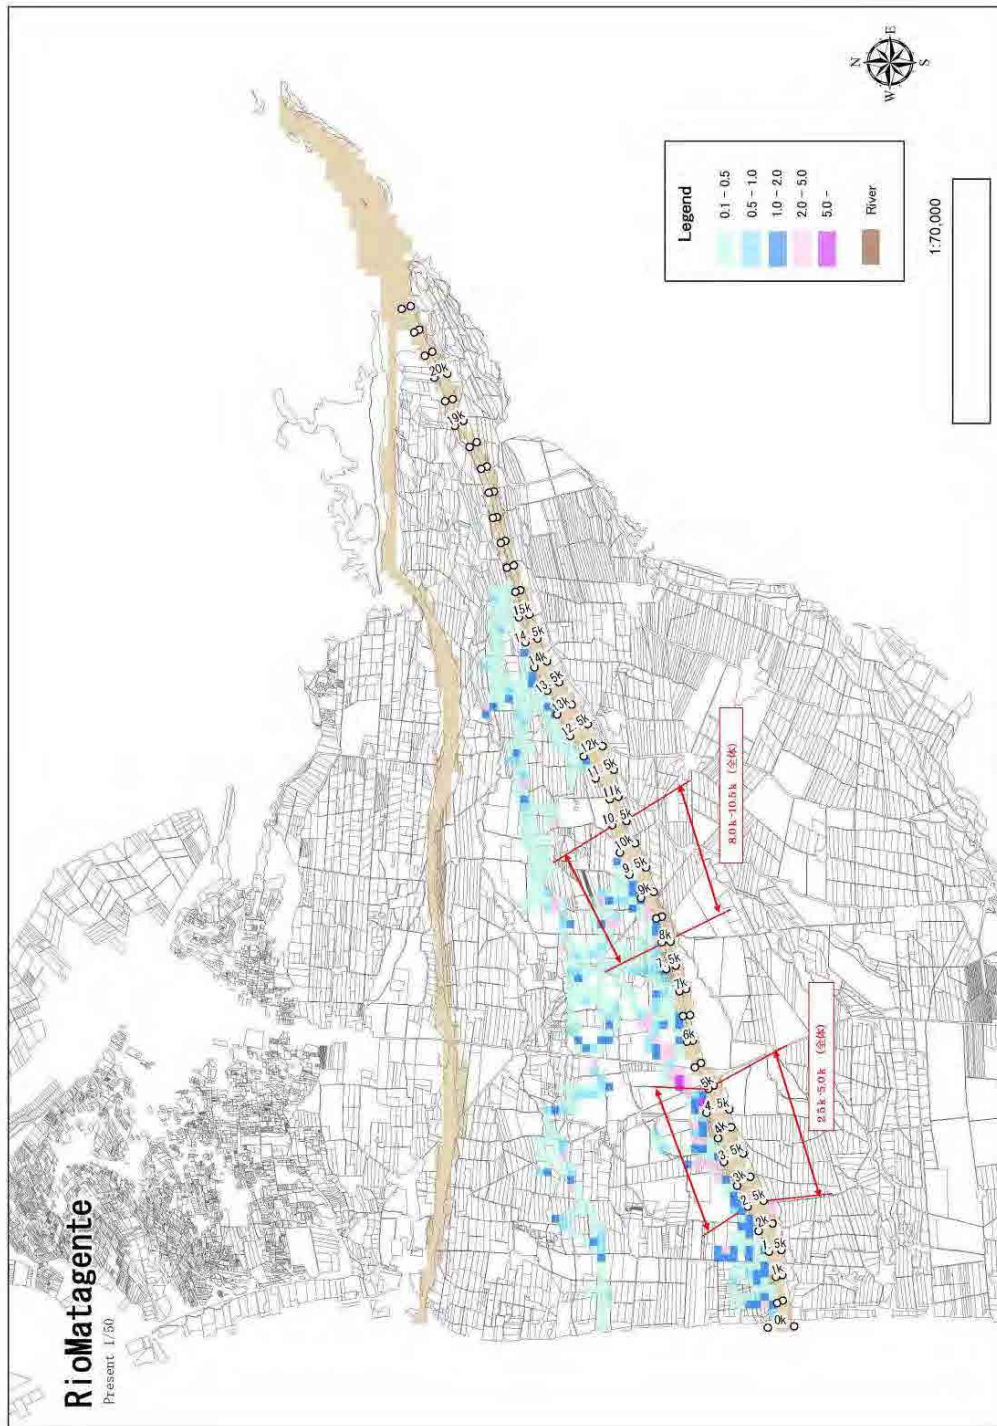 RioMatagente
Present 1/50
N
E
S
W
Legend
0.1 - 0.5
0.5 - 1.0
1.0 - 2.0
2.0 - 5.0
5.0 -
River
1:70,000
0k
1k
1. 5k
2k
2. 5k
3k
3. 5k
4k
4. 5k
5k
6k
7k
7. 5k
8k
9k
9. 5k
10k
10. 5k
11k
11. 5k
12k
12. 5k
13k
13. 5k
14k
14. 5k
15k
19k
20k
8.0k-10.5k (全体)
2.5k-5.0k (全体)